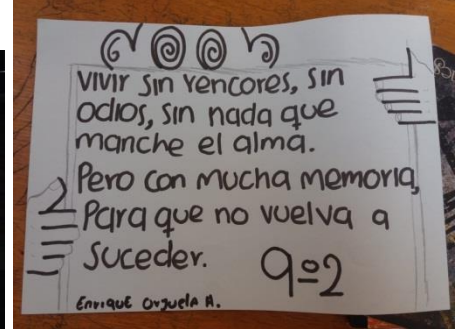 vivir sin rencores, sin
odios, sin nada que
manche el alma.
Pero con mucha memoria,
Para que no vuelva a
suceder.
9º2
Enrique Orjuela A.